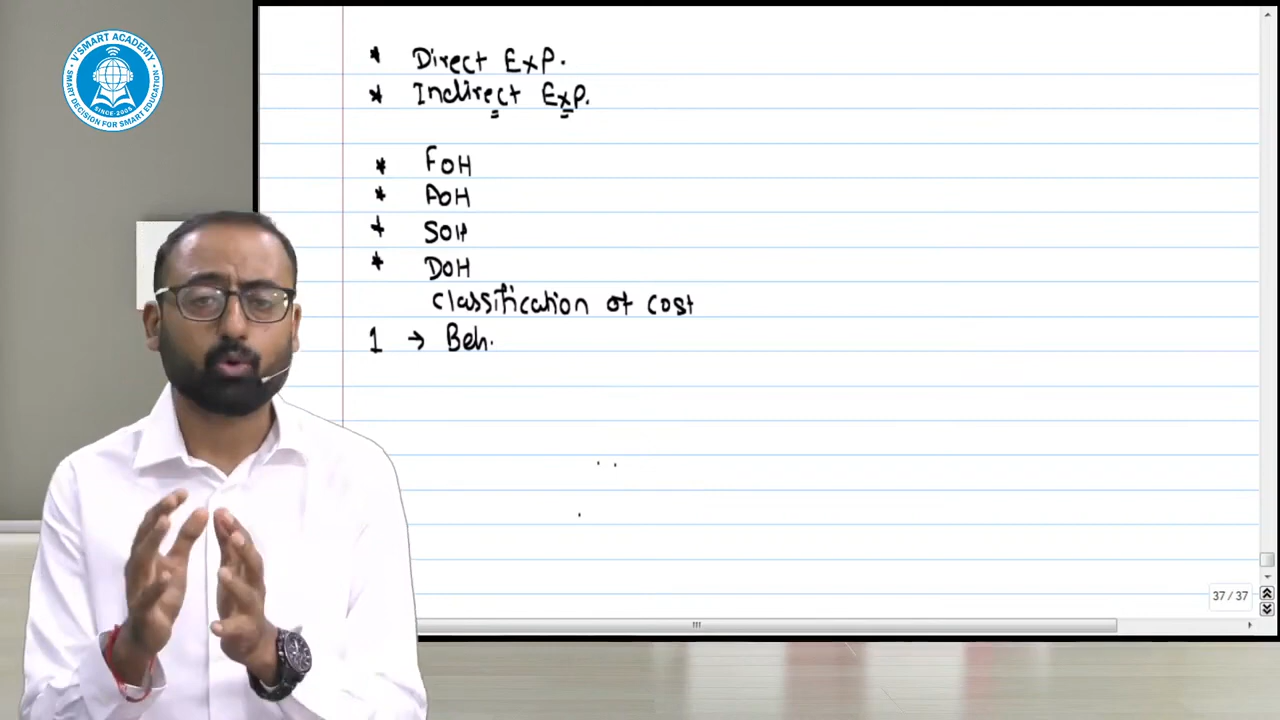 V'SMART ACADEMY
SINCE 2005
SMART DECISION FOR SMART EDUCATION
* Direct Exp.
* Indirect Exp.
* FOH
* AOH
* SOH
* DOH
classification of cost
1 → Beh.
37 / 37